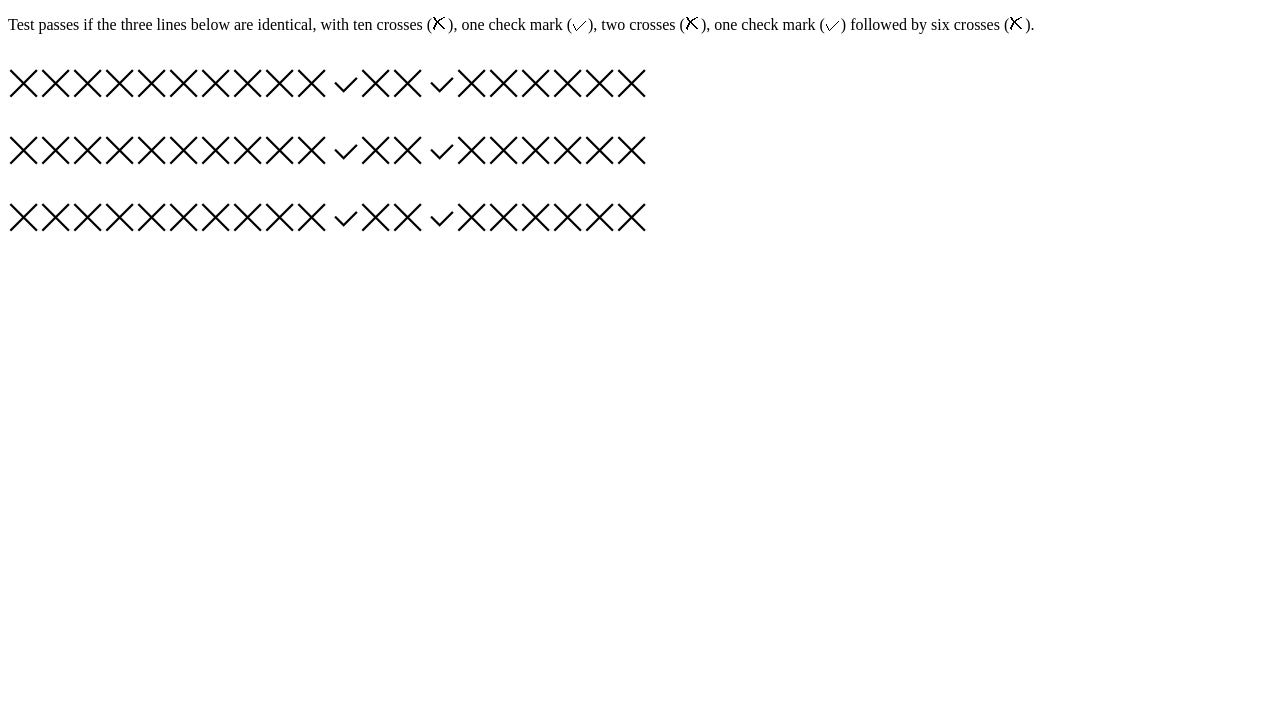 Test passes if the three lines below are identical, with ten crosses (✗), one check mark (✓), two crosses (✗), one check mark (✓) followed by six crosses (✗).
✗✗✗✗✗✗✗✗✗✗✓✗✗✓✗✗✗✗✗✗
✗✗✗✗✗✗✗✗✗✗✓✗✗✓✗✗✗✗✗✗
✗✗✗✗✗✗✗✗✗✗✓✗✗✓✗✗✗✗✗✗